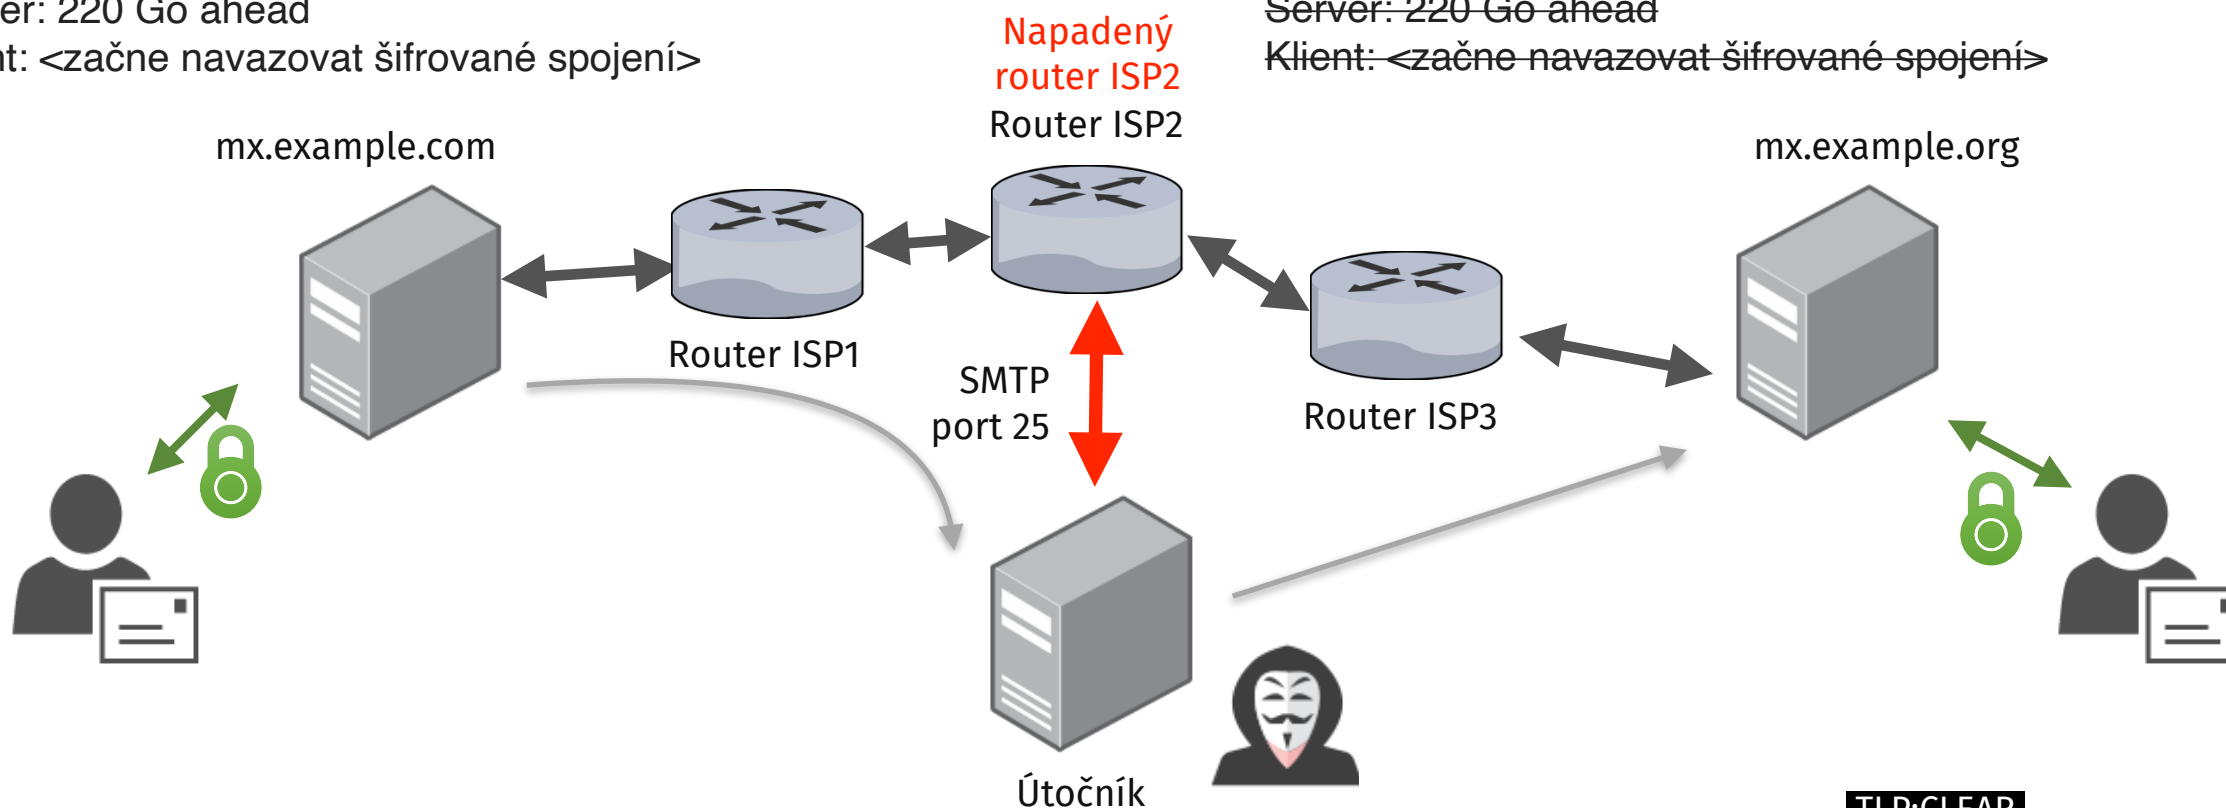 er: 220 Go ahead
nt: <začne navazovat šifrované spojení>
Napadený
router ISP2
Router ISP2
Server: 220 Go ahead
Klient: <začne navazovat šifrované spojení>
mx.example.com
mx.example.org
Router ISP1
SMTP
port 25
Router ISP3
Útočník
TLP:CLEAR